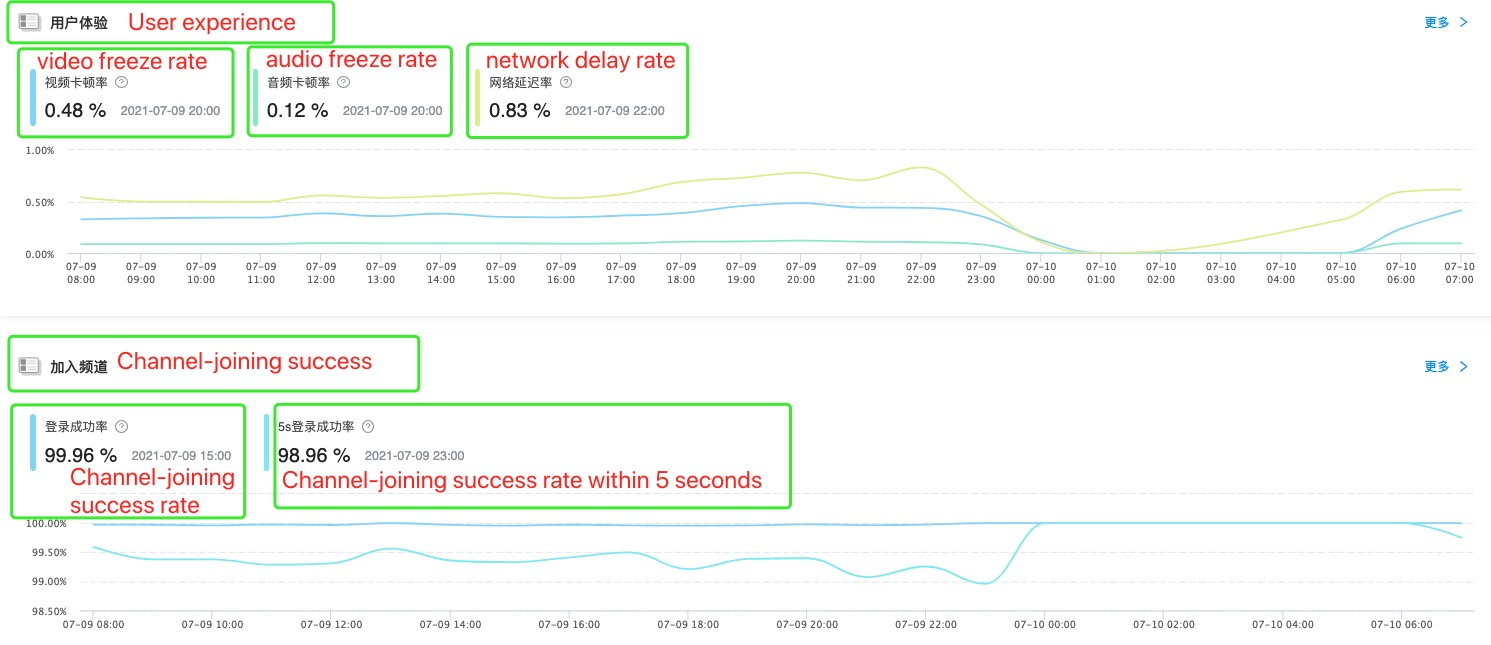 用户体验 User experience 更多
video freeze rate audio freeze rate network delay rate
视频卡顿率 音频卡顿率 网络延迟率
0.48 % 2021-07-09 20:00 0.12 % 2021-07-09 20:00 0.83 % 2021-07-09 22:00
1.00%
0.50%
0.00%
07-09 07-09 07-09 07-09 07-09 07-09 07-09 07-09 07-09 07-09 07-09 07-09 07-09 07-09 07-09 07-09 07-10 07-10 07-10 07-10 07-10 07-10 07-10 07-10
08:00 09:00 10:00 11:00 12:00 13:00 14:00 15:00 16:00 17:00 18:00 19:00 20:00 21:00 22:00 23:00 00:00 01:00 02:00 03:00 04:00 05:00 06:00 07:00
加入频道 Channel-joining success 更多
登录成功率 5s登录成功率
99.96 % 2021-07-09 15:00 98.96 % 2021-07-09 23:00
Channel-joining Channel-joining success rate within 5 seconds
success rate
100.00%
99.50%
99.00%
98.50%
07-09 08:00 07-09 10:00 07-09 12:00 07-09 14:00 07-09 16:00 07-09 18:00 07-09 20:00 07-09 22:00 07-10 00:00 07-10 02:00 07-10 04:00 07-10 06:00